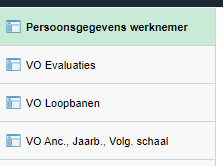 Persoonsgegevens werknemer
VO Evaluaties
VO Loopbanen
VO Anc., Jaarb., Volg. schaal